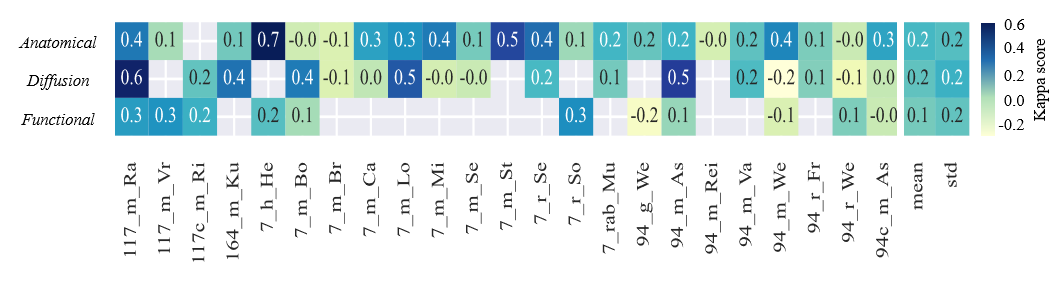 Anatomical 0.4 0.1 0.1 0.7 -0.0 -0.1 0.3 0.3 0.4 0.1 0.5 0.4 0.1 0.2 0.2 0.2 -0.0 0.2 0.4 0.1 -0.0 0.3 0.2 0.2
Diffusion 0.6 0.2 0.4 0.4 -0.1 0.0 0.5 -0.0 -0.0 0.2 0.1 0.5 0.2 -0.2 0.1 -0.1 0.0 0.2 0.2
Functional 0.3 0.3 0.2 0.2 0.1 0.3 -0.2 0.1 -0.1 0.1 -0.0 0.1 0.2
117_m_Ra
117_m_Vr
117c_m_Ri
164_m_Ku
7_h_He
7_m_Bo
7_m_Br
7_m_Ca
7_m_Lo
7_m_Mi
7_m_Se
7_m_St
7_r_Se
7_r_So
7_rab_Mu
94_g_We
94_m_As
94_m_Rei
94_m_Va
94_m_We
94_r_Fr
94_r_We
94c_m_As
mean
std
0.6
0.4
0.2
0.0
-0.2
Kappa score